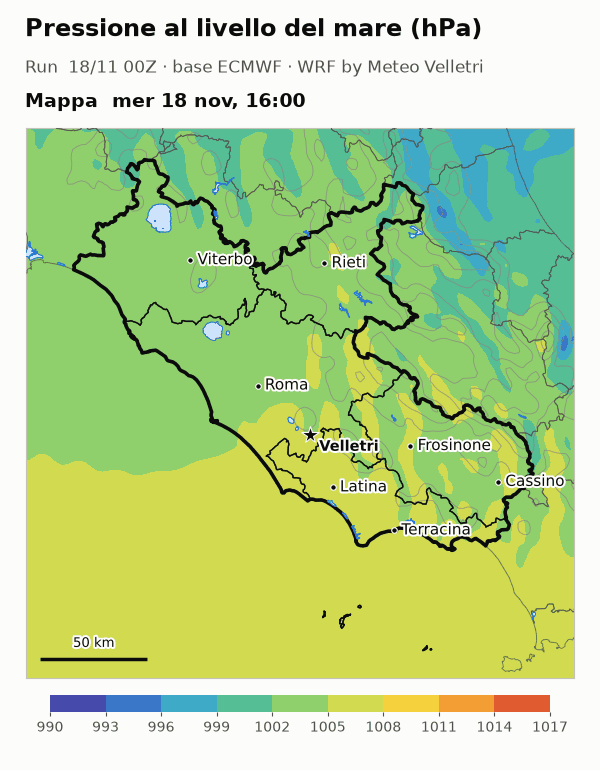 Pressione al livello del mare (hPa)
Run  18/11 00Z · base ECMWF · WRF by Meteo Velletri
Mappa  mer 18 nov, 16:00
Viterbo
Rieti
Roma
Velletri
Frosinone
Latina
Cassino
Terracina
50 km
990 993 996 999 1002 1005 1008 1011 1014 1017